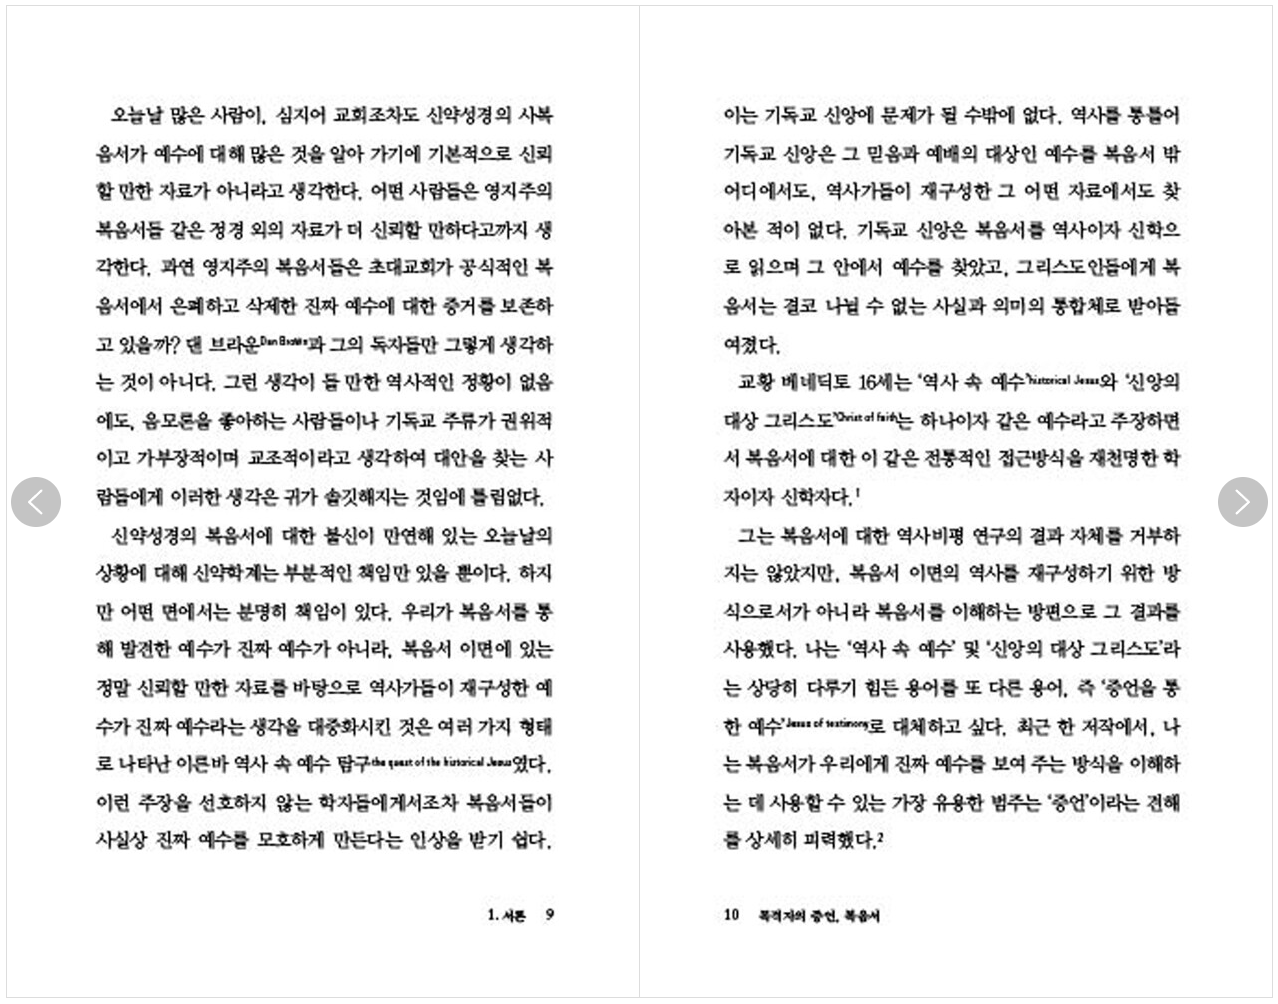 오늘날 많은 사람이, 심지어 교회조차도 신약성경의 사복
음서가 예수에 대해 많은 것을 알아 가기에 기본적으로 신뢰
할 만한 자료가 아니라고 생각한다. 어떤 사람들은 영지주의
복음서들 같은 정경 외의 자료가 더 신뢰할 만하다고까지 생
각한다. 과연 영지주의 복음서들은 초대교회가 공식적인 복
음서에서 은폐하고 삭제한 진짜 예수에 대한 증거를 보존하
고 있을까? 댄 브라운Dan Brown과 그의 독자들만 그렇게 생각하
는 것이 아니다. 그런 생각이 들 만한 역사적인 정황이 없음
에도, 음모론을 좋아하는 사람들이나 기독교 주류가 권위적
이고 가부장적이며 교조적이라고 생각하여 대안을 찾는 사
람들에게 이러한 생각은 귀가 솔깃해지는 것임에 틀림없다.
신약성경의 복음서에 대한 불신이 만연해 있는 오늘날의
상황에 대해 신약학계는 부분적인 책임만 있을 뿐이다. 하지
만 어떤 면에서는 분명히 책임이 있다. 우리가 복음서를 통
해 발견한 예수가 진짜 예수가 아니라, 복음서 이면에 있는
정말 신뢰할 만한 자료를 바탕으로 역사가들이 재구성한 예
수가 진짜 예수라는 생각을 대중화시킨 것은 여러 가지 형태
로 나타난 이른바 역사 속 예수 탐구the quest of the historical Jesus였다.
이런 주장을 선호하지 않는 학자들에게서조차 복음서들이
사실상 진짜 예수를 모호하게 만든다는 인상을 받기 쉽다.
1. 서론 9
이는 기독교 신앙에 문제가 될 수밖에 없다. 역사를 통틀어
기독교 신앙은 그 믿음과 예배의 대상인 예수를 복음서 밖
어디에서도, 역사가들이 재구성한 그 어떤 자료에서도 찾
아본 적이 없다. 기독교 신앙은 복음서를 역사이자 신학으
로 읽으며 그 안에서 예수를 찾았고, 그리스도인들에게 복
음서는 결코 나뉠 수 없는 사실과 의미의 통합체로 받아들
여졌다.
교황 베네딕토 16세는 ‘역사 속 예수’historical Jesus와 ‘신앙의
대상 그리스도’Christ of faith는 하나이자 같은 예수라고 주장하면
서 복음서에 대한 이 같은 전통적인 접근방식을 재천명한 학
자이자 신학자다.1
그는 복음서에 대한 역사비평 연구의 결과 자체를 거부하
지는 않았지만, 복음서 이면의 역사를 재구성하기 위한 방
식으로서가 아니라 복음서를 이해하는 방편으로 그 결과를
사용했다. 나는 ‘역사 속 예수’ 및 ‘신앙의 대상 그리스도’라
는 상당히 다루기 힘든 용어를 또 다른 용어, 즉 ‘증언을 통
한 예수’Jesus of testimony로 대체하고 싶다. 최근 한 저작에서, 나
는 복음서가 우리에게 진짜 예수를 보여 주는 방식을 이해하
는 데 사용할 수 있는 가장 유용한 범주는 ‘증언’이라는 견해
를 상세히 피력했다.2
10 목격자의 증언, 복음서